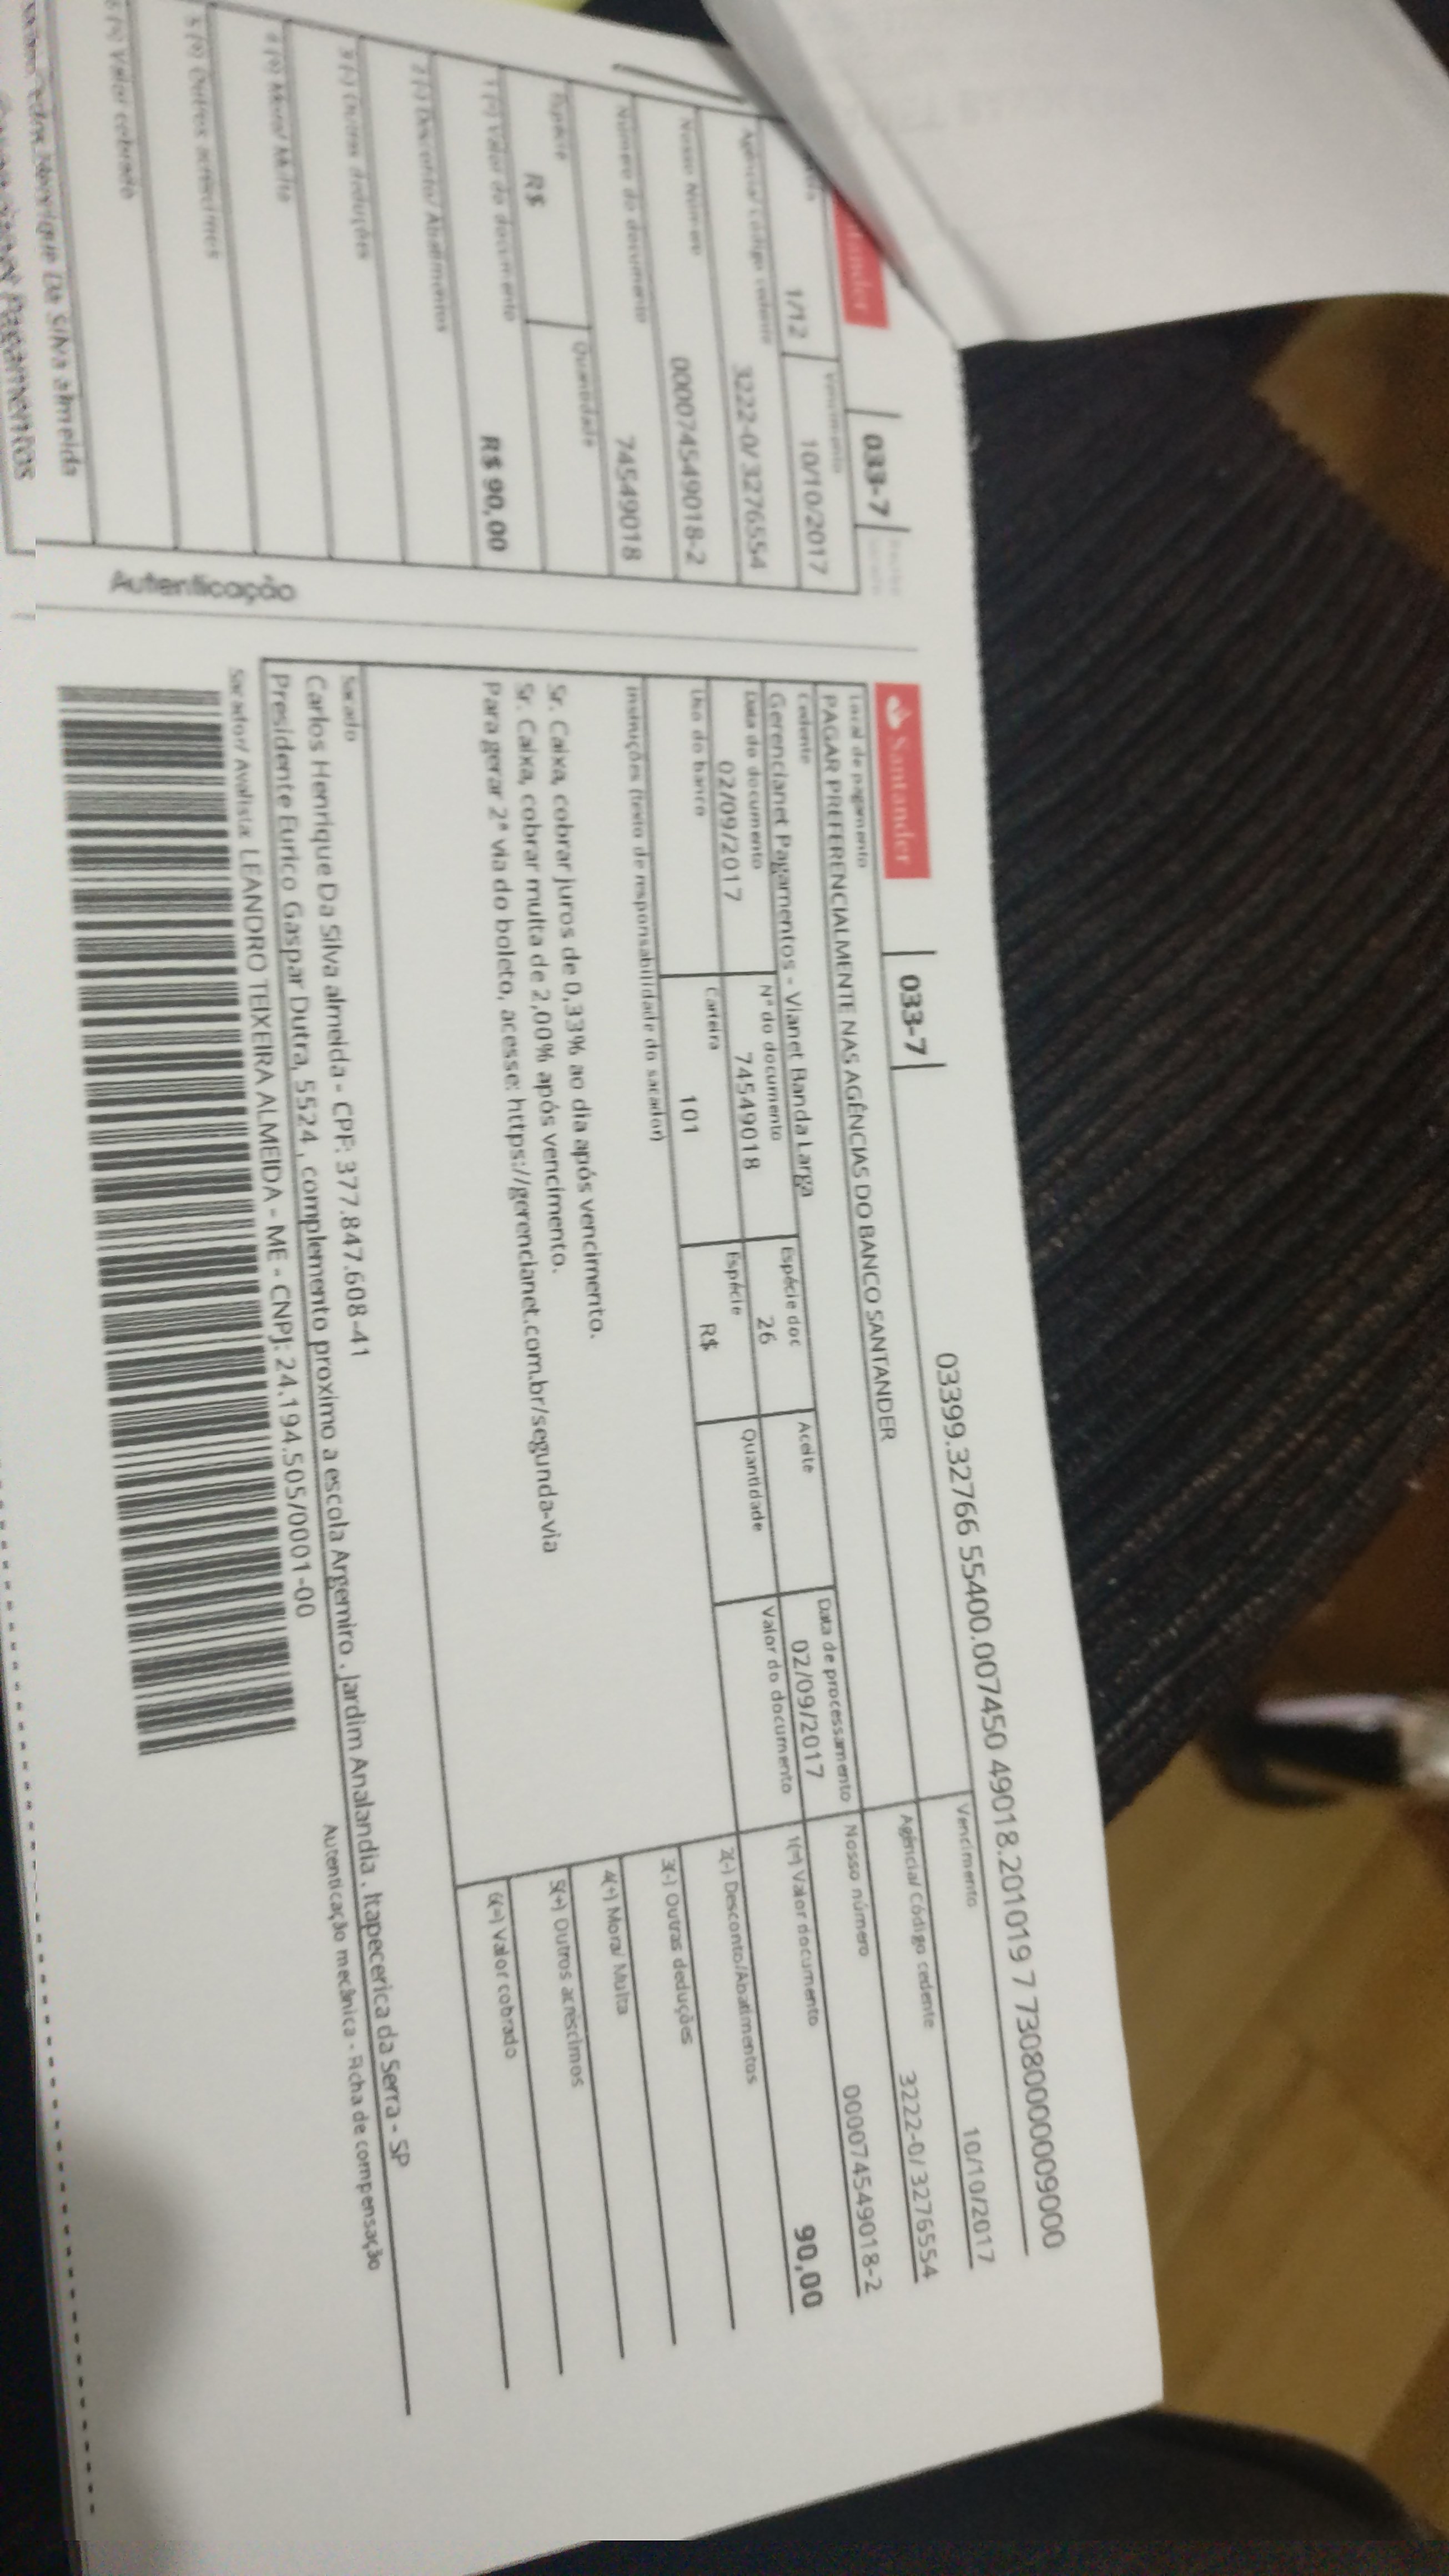 Santander
033-7
03399.32766 55400.007450 49018.201019 7 73080000009000
Local de pagamento
PAGAR PREFERENCIALMENTE NAS AGÊNCIAS DO BANCO SANTANDER
Vencimento
10/10/2017
Cedente
Gerencianet Pagamentos - Vianet Banda Larga
Agência/ Código cedente
3222-0/ 3276554
Data do documento
02/09/2017
Nº do documento
74549018
Espécie doc
26
Aceite
Data de processamento
02/09/2017
Nosso número
000074549018-2
Uso do banco
Carteira
101
Espécie
R$
Quantidade
Valor do documento
1(=) Valor documento
90,00
Instruções (texto de responsabilidade do sacador)
Sr. Caixa, cobrar juros de 0,33% ao dia após vencimento.
Sr. Caixa, cobrar multa de 2,00% após vencimento.
Para gerar 2ª via do boleto, acesse: https://gerencianet.com.br/segunda-via
2(-) Desconto/Abatimentos
3(-) Outras deduções
4(+) Mora/ Multa
5(+) Outros acréscimos
6(=) Valor cobrado
Sacado
Carlos Henrique Da Silva almeida - CPF: 377.847.608-41
Presidente Eurico Gaspar Dutra, 5524 , complemento proximo a escola Argemiro . Jardim Analandia . Itapecerica da Serra - SP
Sacador/ Avalista: LEANDRO TEIXEIRA ALMEIDA - ME - CNPJ: 24.194.505/0001-00
Autenticação mecânica - Ficha de compensação
033-7
1/12
Vencimento
10/10/2017
Agência/ Código cedente
3222-0/ 3276554
Nosso Número
000074549018-2
Número do documento
74549018
Espécie
R$
Quantidade
1 (=) Valor do documento
R$ 90,00
2 (-) Desconto/ Abatimentos
3 (-) Outras deduções
4 (+) Mora/ Multa
5 (+) Outros acréscimos
6 (=) Valor cobrado
Henrique Da Silva almeida
Pagamentos
Autenticação